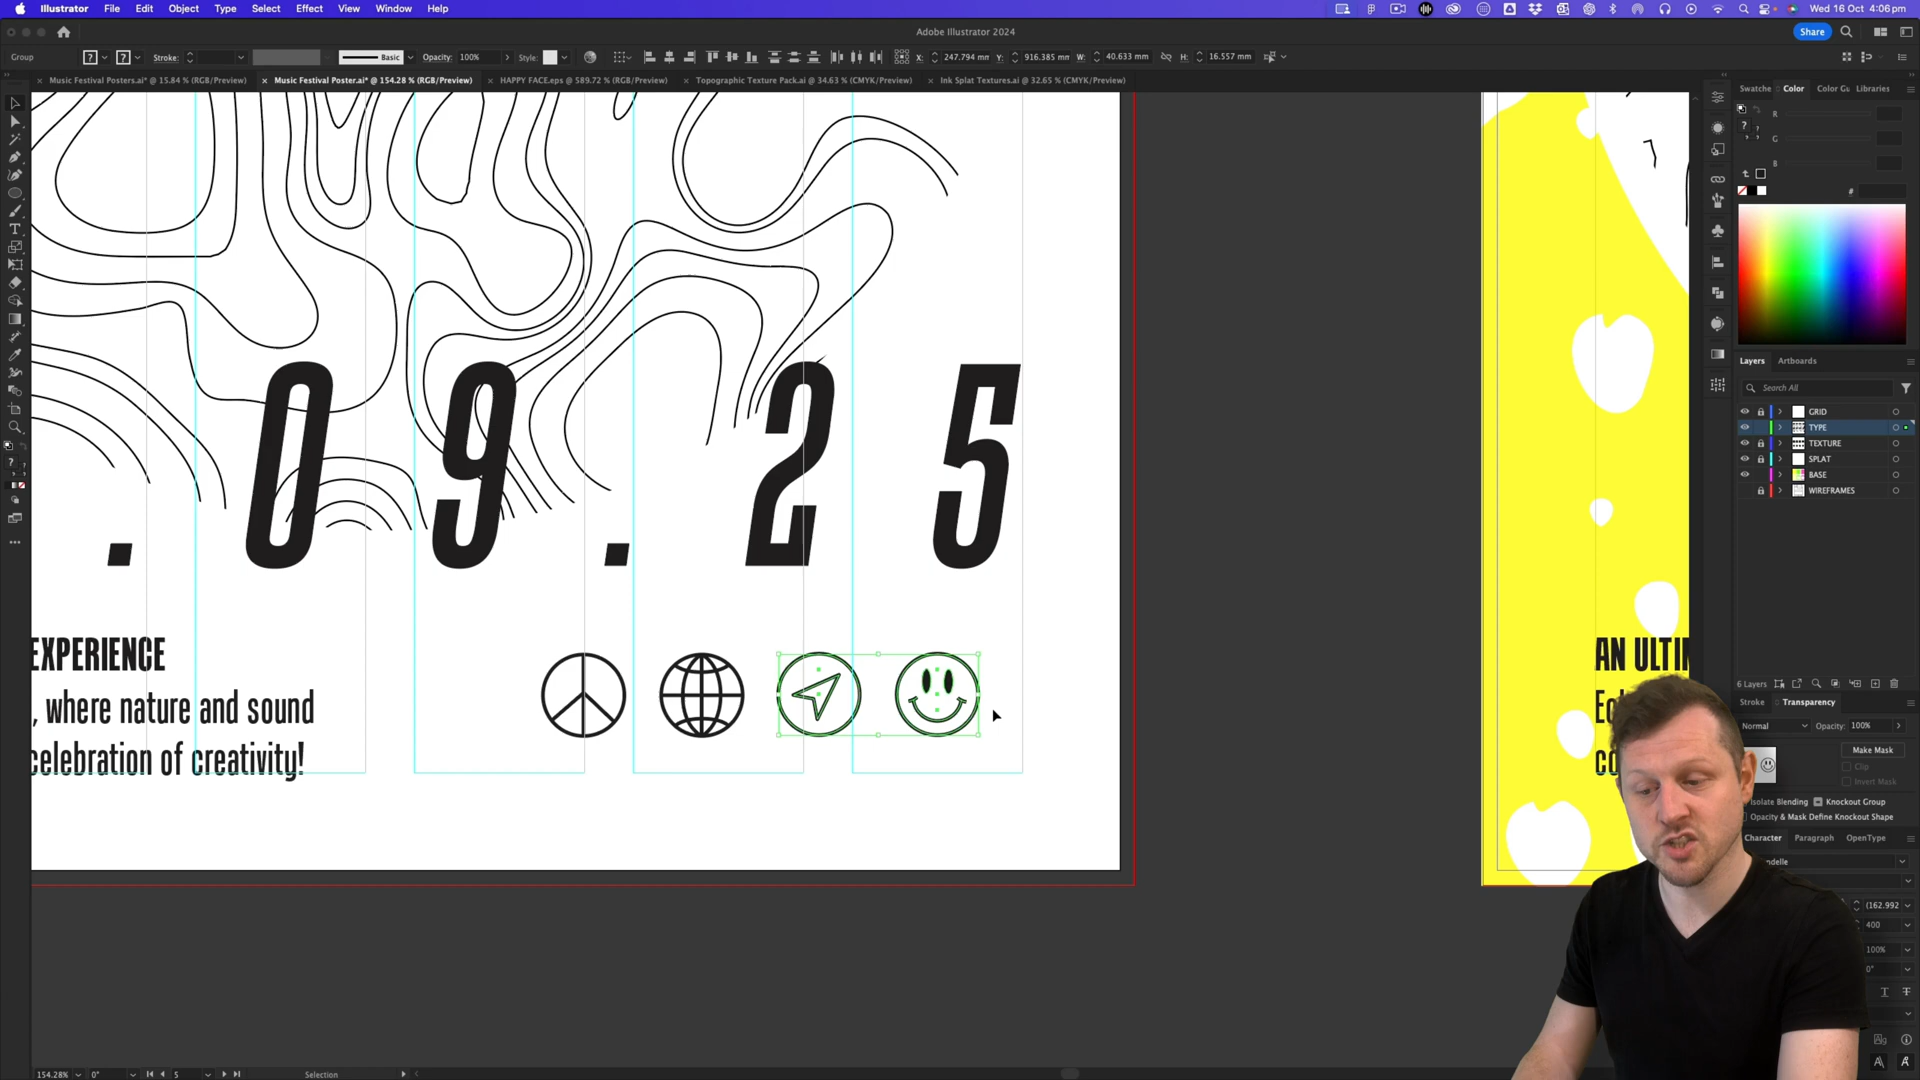 Illustrator File Edit Object Type Select Effect View Window Help
Wed 16 Oct 4:06pm
Adobe Illustrator 2024
Share
Group
Stroke:
Basic
Opacity: 100%
Style:
X: 247.794 mm Y: 916.385 mm W: 40.633 mm H: 16.557 mm
Music Festival Posters.ai* @ 15.84 % (RGB/Preview)
Music Festival Poster.ai* @ 154.28 % (RGB/Preview)
HAPPY FACE.eps @ 589.72 % (RGB/Preview)
Topographic Texture Pack.ai @ 34.63 % (CMYK/Preview)
Ink Splat Textures.ai @ 32.65 % (CMYK/Preview)
Swatche Color Color Gu Libraries
R
G
B
#
Layers Artboards
Search All
GRID
TYPE
TEXTURE
SPLAT
BASE
WIREFRAMES
6 Layers
Stroke Transparency
Normal Opacity: 100%
Make Mask
Clip
Invert Mask
Isolate Blending Knockout Group
Opacity & Mask Define Knockout Shape
Character Paragraph OpenType
ndelle
(162.992
400
100%
0°
. 09 . 25
EXPERIENCE
, where nature and sound
celebration of creativity!
AN ULTI
154.28% 0° 5 Selection